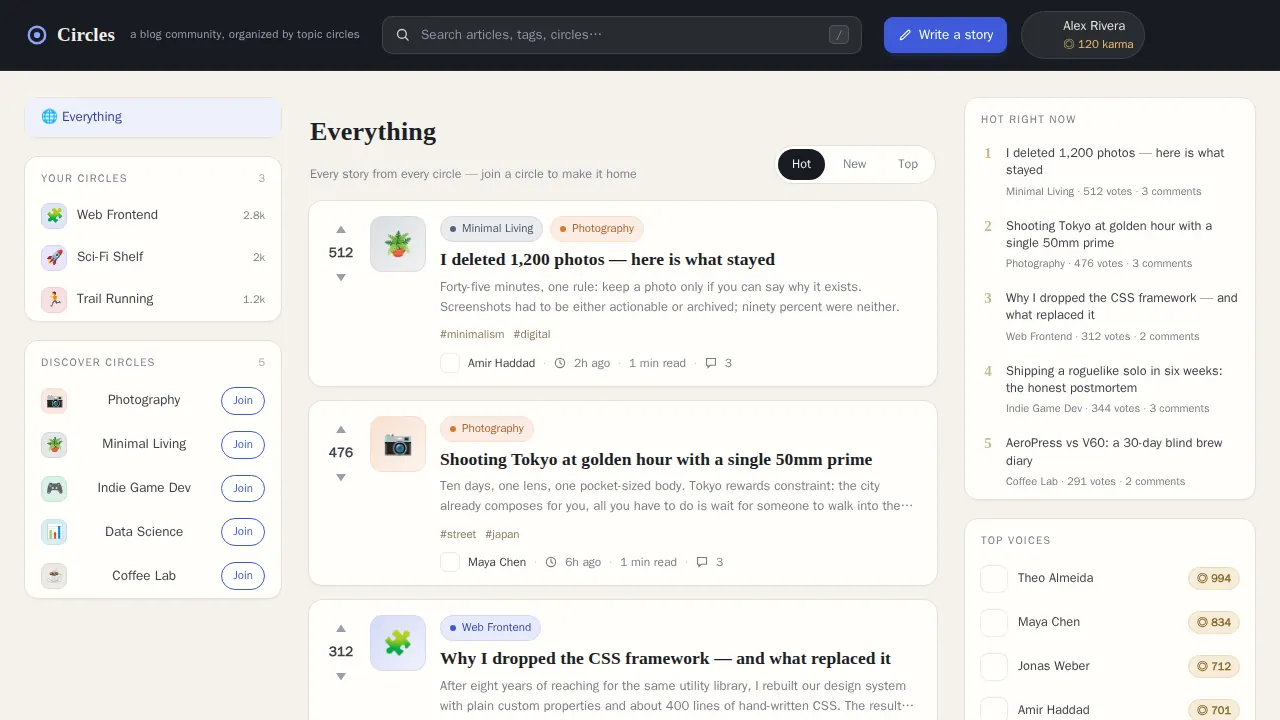 Circles
a blog community, organized by topic circles
Search articles, tags, circles…
/
Write a story
Alex Rivera
120 karma
Everything
YOUR CIRCLES 3
Web Frontend 2.8k
Sci-Fi Shelf 2k
Trail Running 1.2k
DISCOVER CIRCLES 5
Photography Join
Minimal Living Join
Indie Game Dev Join
Data Science Join
Coffee Lab Join
Everything
Every story from every circle — join a circle to make it home
Hot New Top
512
Minimal Living Photography
I deleted 1,200 photos — here is what stayed
Forty-five minutes, one rule: keep a photo only if you can say why it exists.
Screenshots had to be either actionable or archived; ninety percent were neither.
#minimalism #digital
Amir Haddad · 2h ago · 1 min read · 3
476
Photography
Shooting Tokyo at golden hour with a single 50mm prime
Ten days, one lens, one pocket-sized body. Tokyo rewards constraint: the city
already composes for you, all you have to do is wait for someone to walk into the…
#street #japan
Maya Chen · 6h ago · 1 min read · 3
312
Web Frontend
Why I dropped the CSS framework — and what replaced it
After eight years of reaching for the same utility library, I rebuilt our design system
with plain custom properties and about 400 lines of hand-written CSS. The result…
HOT RIGHT NOW
1 I deleted 1,200 photos — here is what
stayed
Minimal Living · 512 votes · 3 comments
2 Shooting Tokyo at golden hour with a
single 50mm prime
Photography · 476 votes · 3 comments
3 Why I dropped the CSS framework — and
what replaced it
Web Frontend · 312 votes · 2 comments
4 Shipping a roguelike solo in six weeks:
the honest postmortem
Indie Game Dev · 344 votes · 3 comments
5 AeroPress vs V60: a 30-day blind brew
diary
Coffee Lab · 291 votes · 2 comments
TOP VOICES
Theo Almeida 994
Maya Chen 834
Jonas Weber 712
Amir Haddad 701